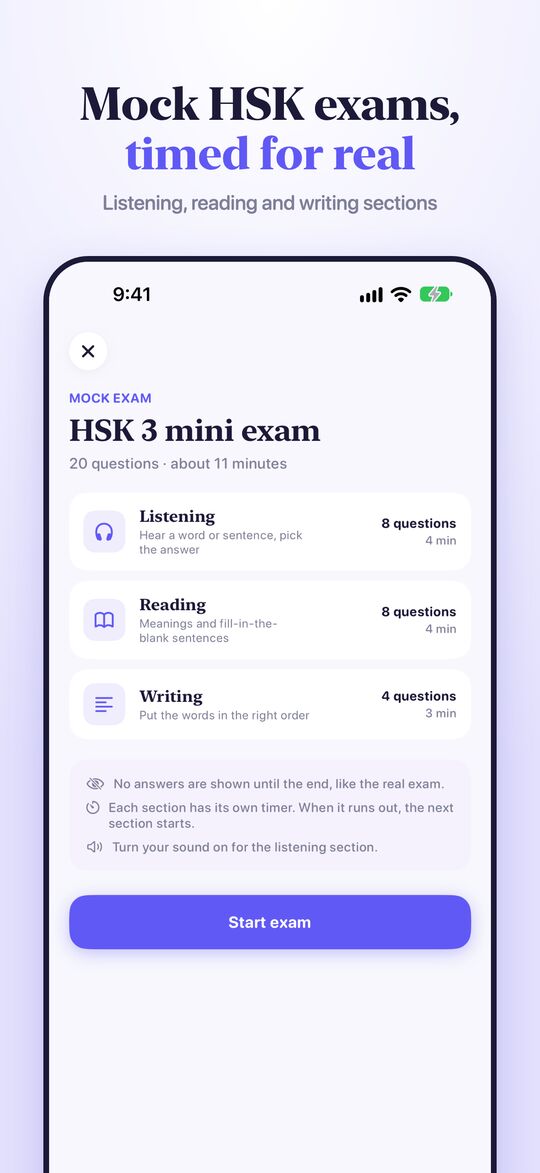 Mock HSK exams,
timed for real
Listening, reading and writing sections
9:41
MOCK EXAM
HSK 3 mini exam
20 questions · about 11 minutes
Listening
Hear a word or sentence, pick
the answer
8 questions
4 min
Reading
Meanings and fill-in-the-
blank sentences
8 questions
4 min
Writing
Put the words in the right order
4 questions
3 min
No answers are shown until the end, like the real exam.
Each section has its own timer. When it runs out, the next
section starts.
Turn your sound on for the listening section.
Start exam